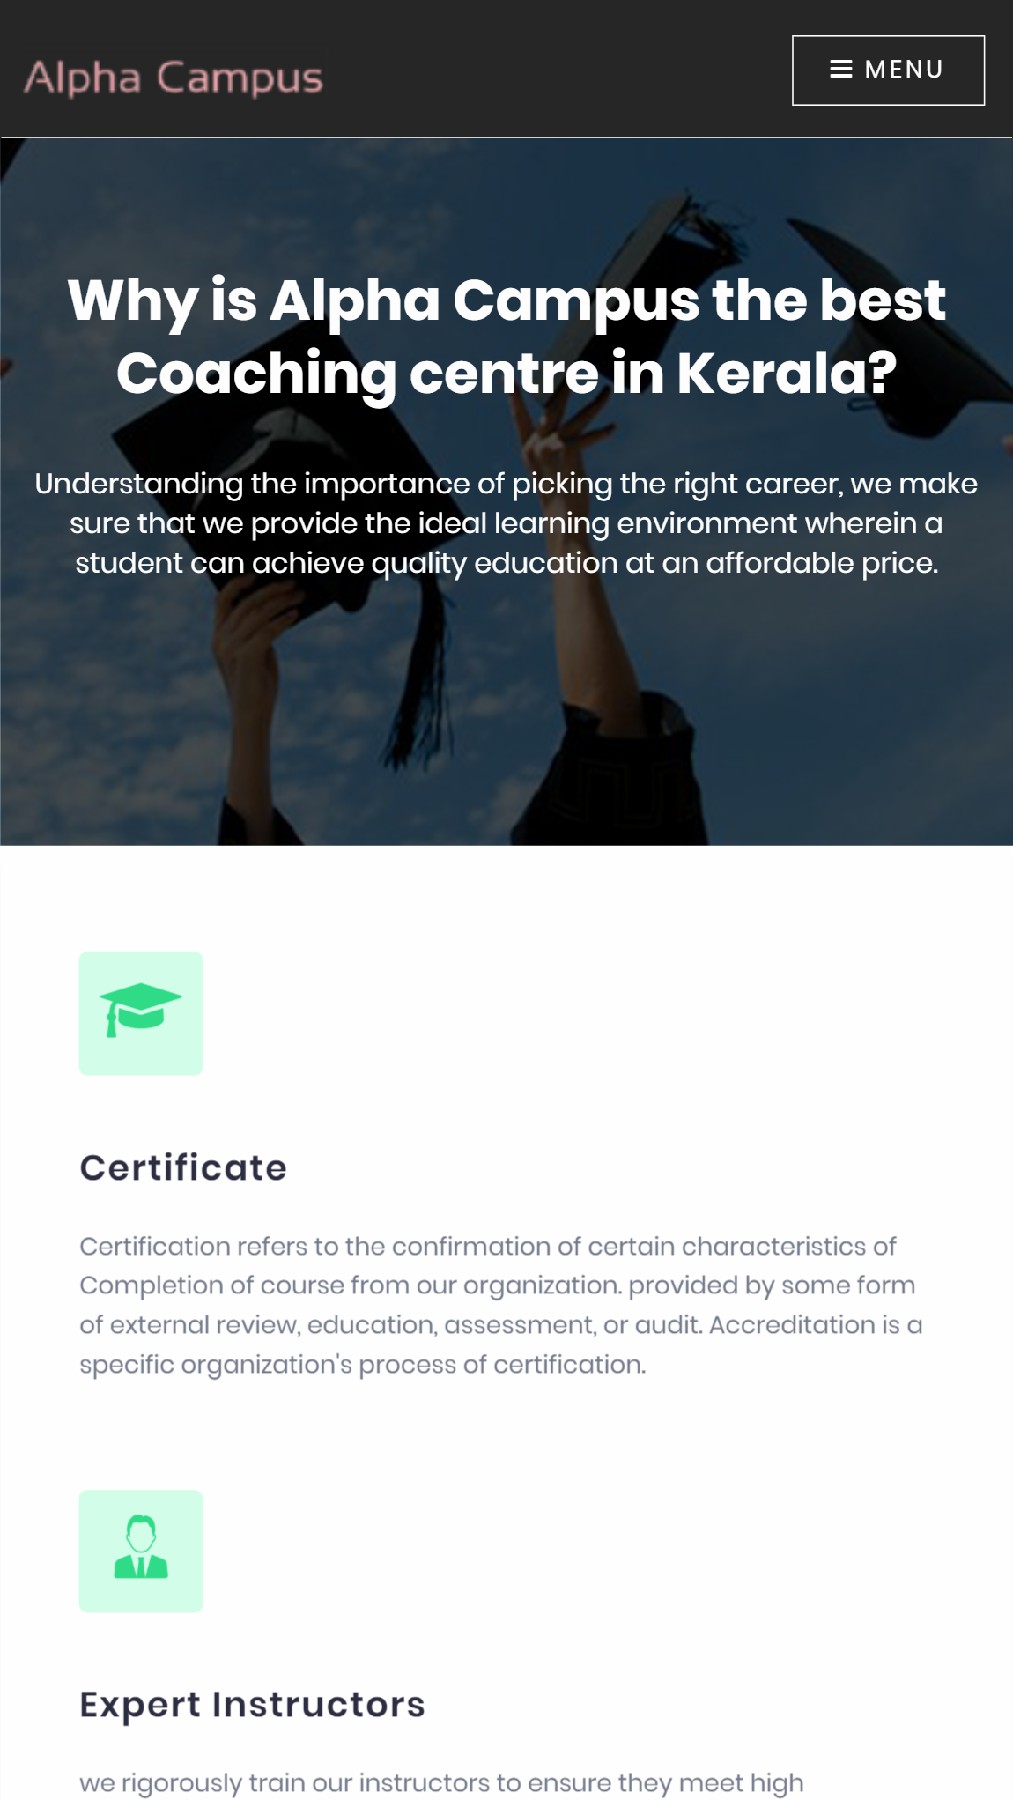 Alpha Campus
MENU
Why is Alpha Campus the best
Coaching centre in Kerala?
Understanding the importance of picking the right career, we make
sure that we provide the ideal learning environment wherein a
student can achieve quality education at an affordable price.
Certificate
Certification refers to the confirmation of certain characteristics of
Completion of course from our organization. provided by some form
of external review, education, assessment, or audit. Accreditation is a
specific organization's process of certification.
Expert Instructors
we rigorously train our instructors to ensure they meet high